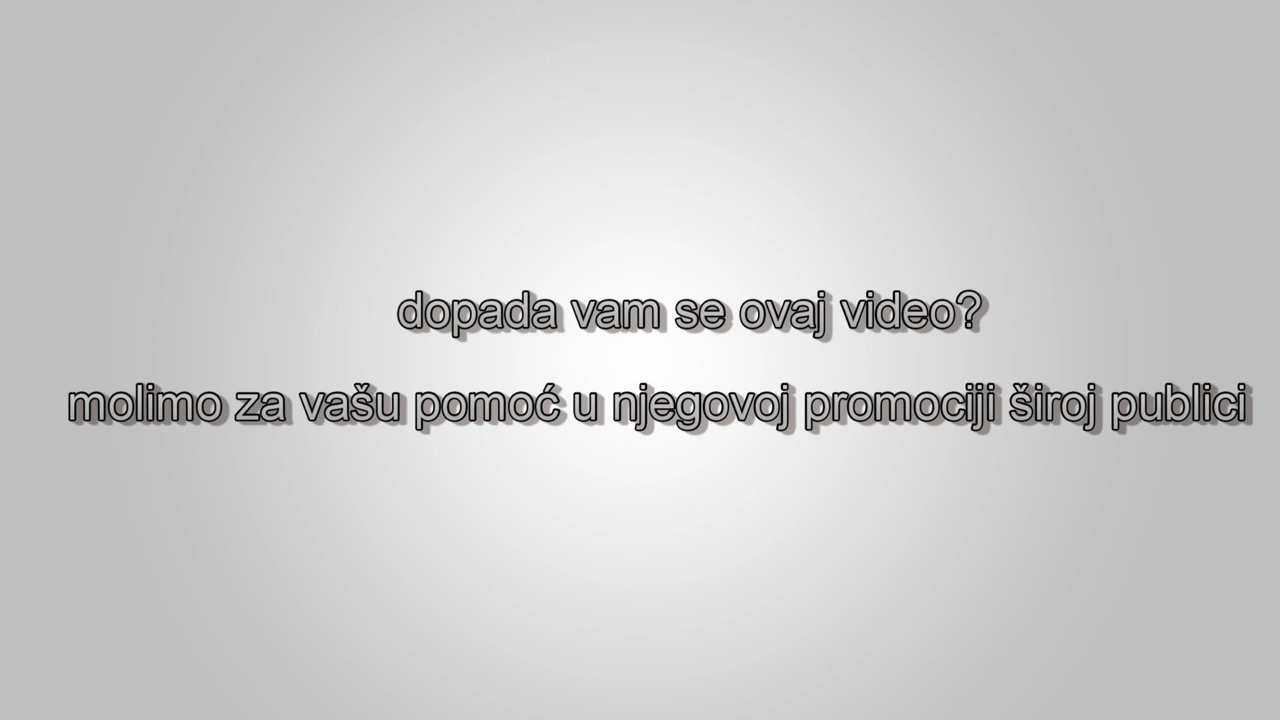 dopada vam se ovaj video?
molimo za vašu pomoć u njegovoj promociji široj publici